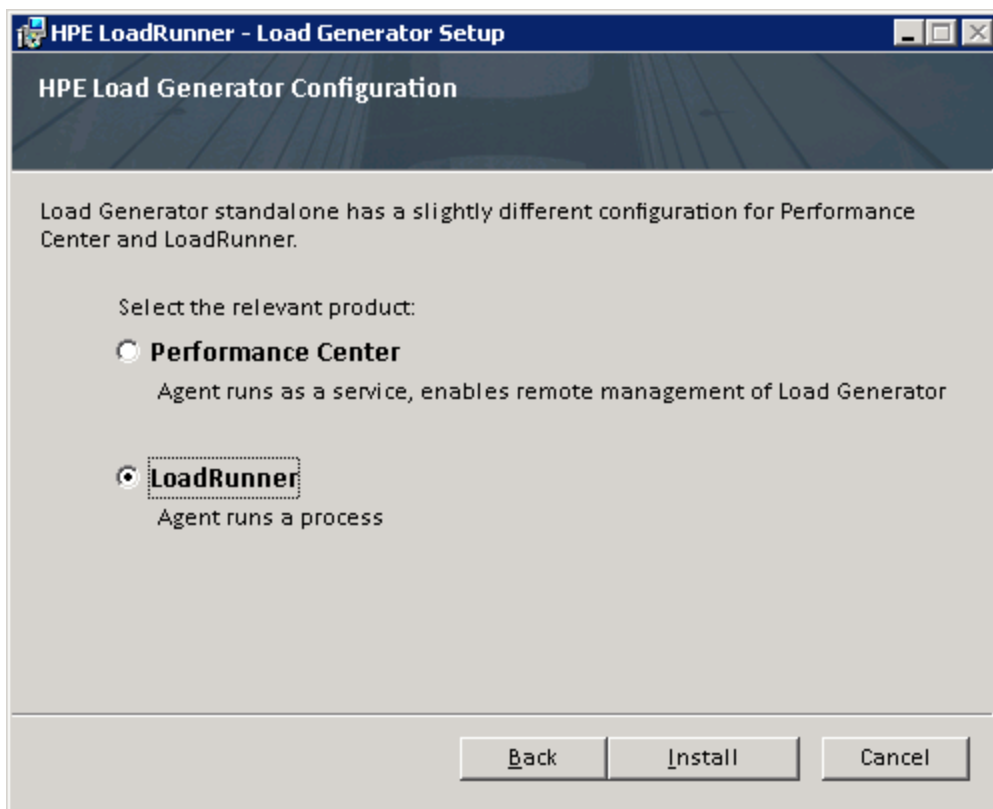 HPE LoadRunner - Load Generator Setup
HPE Load Generator Configuration
Load Generator standalone has a slightly different configuration for Performance
Center and LoadRunner.
Select the relevant product:
Performance Center
Agent runs as a service, enables remote management of Load Generator
LoadRunner
Agent runs a process
Back
Install
Cancel